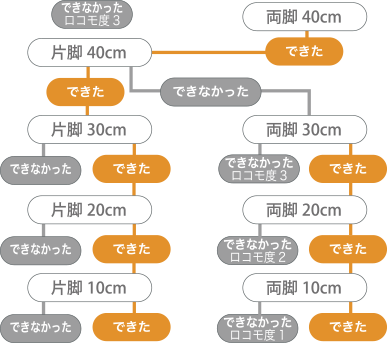 できなかった
ロコモ度3
両脚 40cm
片脚 40cm
できた
できた
できなかった
片脚 30cm
両脚 30cm
できなかった
できた
できなかった
ロコモ度3
できた
片脚 20cm
両脚 20cm
できなかった
できた
できなかった
ロコモ度2
できた
片脚 10cm
両脚 10cm
できなかった
できた
できなかった
ロコモ度1
できた